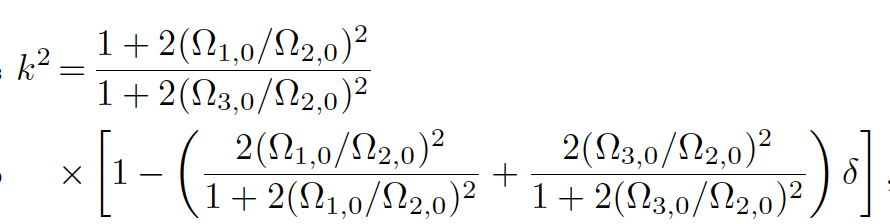 k^2 = \frac{1 + 2(\Omega_{1,0}/\Omega_{2,0})^2}{1 + 2(\Omega_{3,0}/\Omega_{2,0})^2}
\times \left[ 1 - \left( \frac{2(\Omega_{1,0}/\Omega_{2,0})^2}{1 + 2(\Omega_{1,0}/\Omega_{2,0})^2} + \frac{2(\Omega_{3,0}/\Omega_{2,0})^2}{1 + 2(\Omega_{3,0}/\Omega_{2,0})^2} \right) \delta \right],